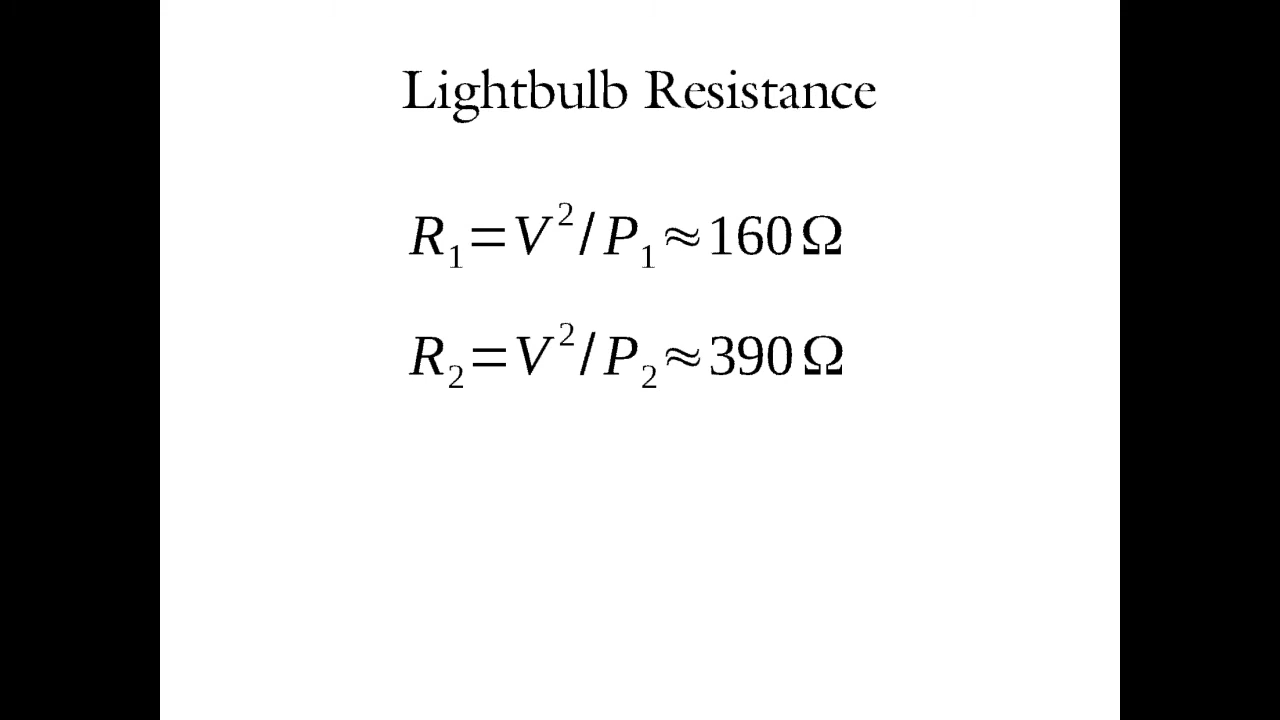 Lightbulb Resistance
R₁=V²/P₁≈160Ω
R₂=V²/P₂≈390Ω